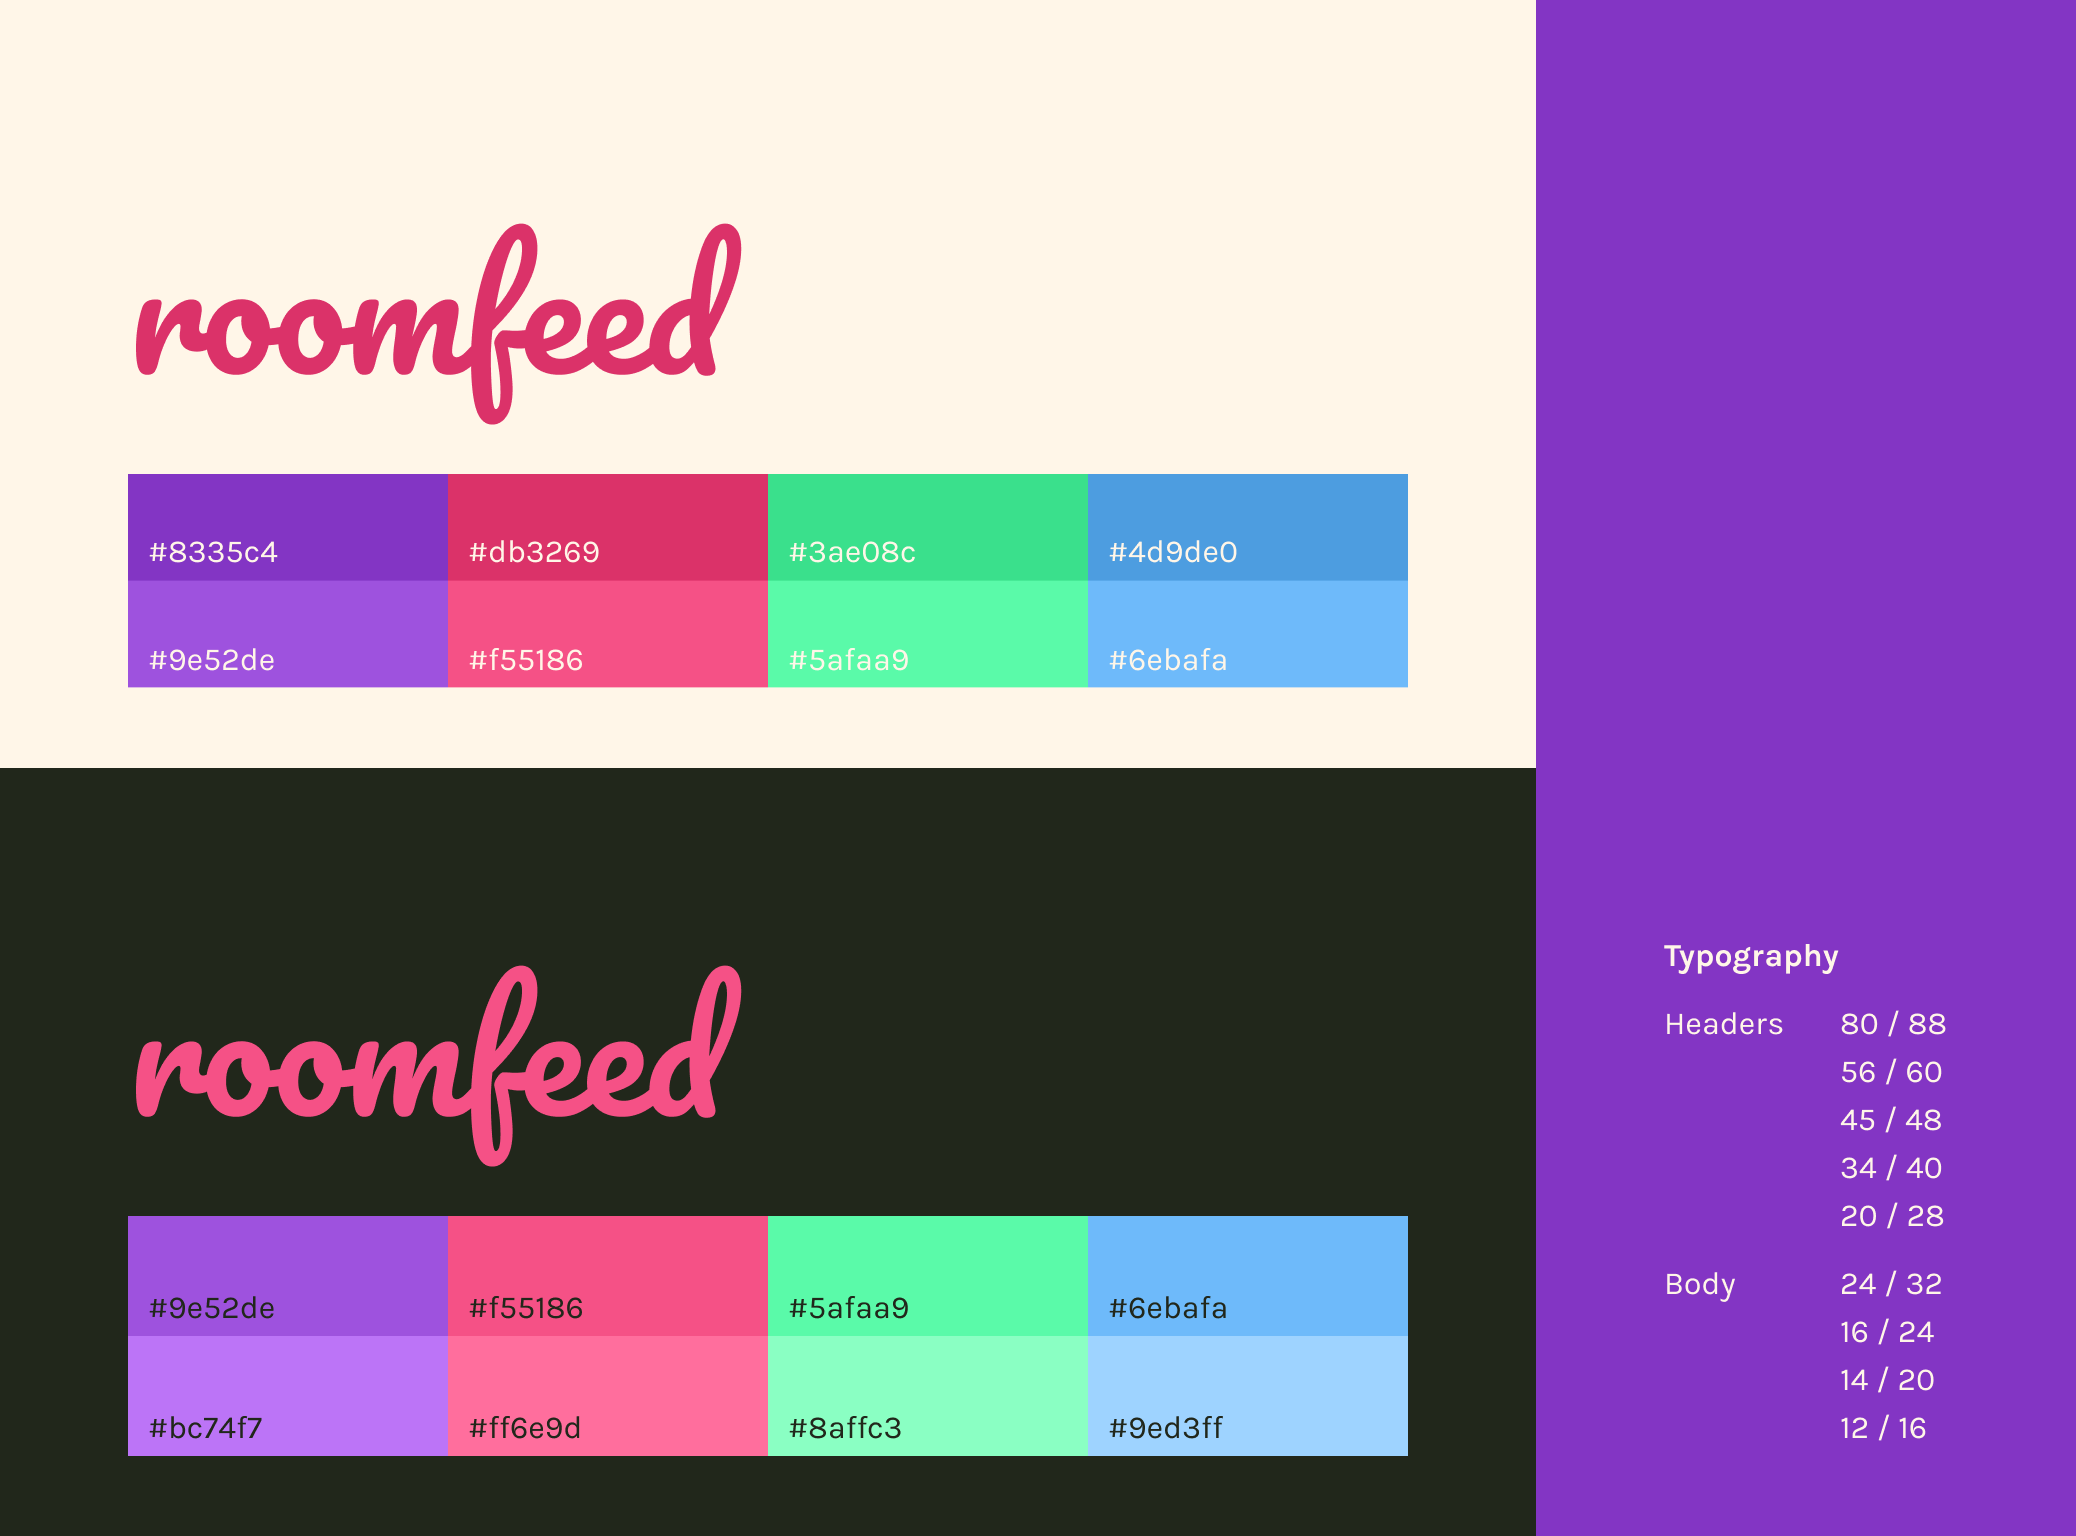 roomfeed
#8335c4 #db3269 #3ae08c #4d9de0
#9e52de #f55186 #5afaa9 #6ebafa
roomfeed
#9e52de #f55186 #5afaa9 #6ebafa
#bc74f7 #ff6e9d #8affc3 #9ed3ff
Typography
Headers 80 / 88
56 / 60
45 / 48
34 / 40
20 / 28
Body 24 / 32
16 / 24
14 / 20
12 / 16